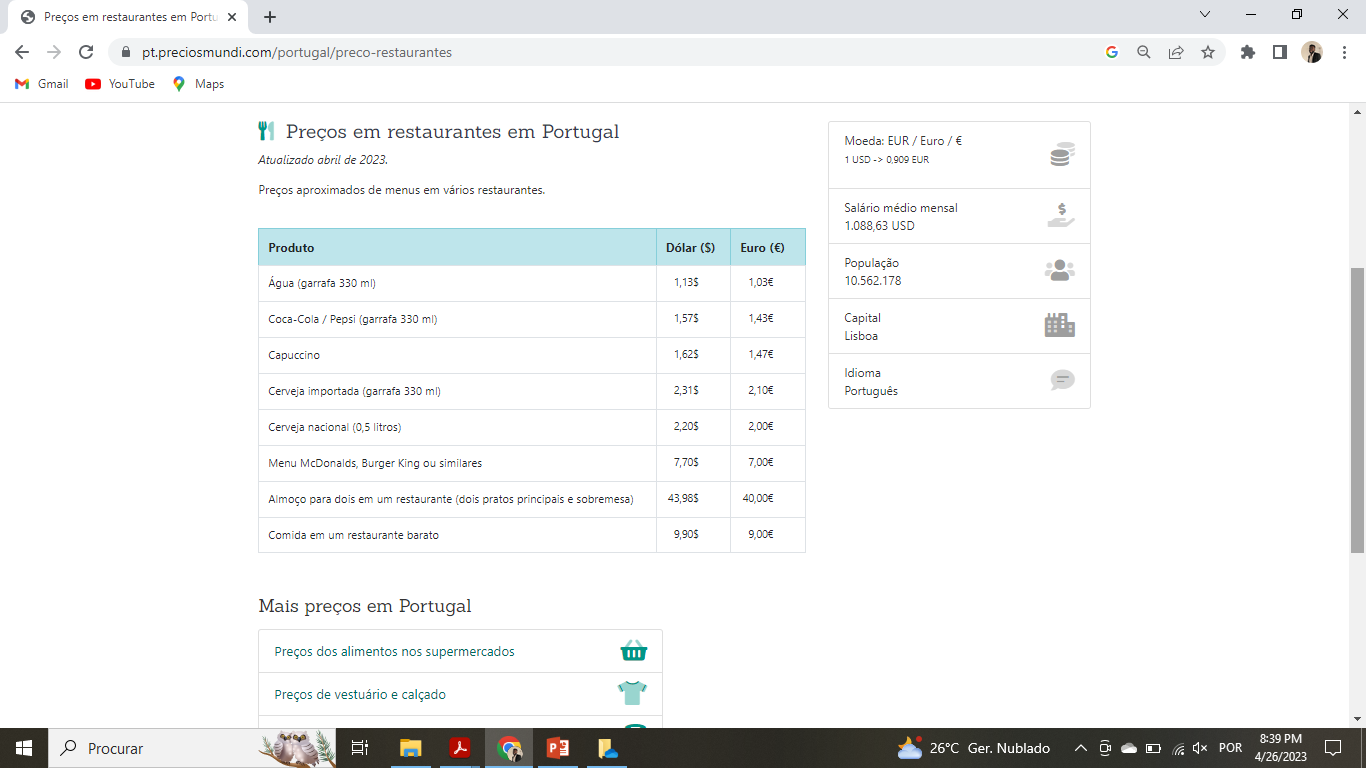 Preços em restaurantes em Portu
pt.preciosmundi.com/portugal/preco-restaurantes
Gmail YouTube Maps
Preços em restaurantes em Portugal
Atualizado abril de 2023.
Preços aproximados de menus em vários restaurantes.
Produto Dólar ($) Euro (€)
Água (garrafa 330 ml) 1,13$ 1,03€
Coca-Cola / Pepsi (garrafa 330 ml) 1,57$ 1,43€
Capuccino 1,62$ 1,47€
Cerveja importada (garrafa 330 ml) 2,31$ 2,10€
Cerveja nacional (0,5 litros) 2,20$ 2,00€
Menu McDonalds, Burger King ou similares 7,70$ 7,00€
Almoço para dois em um restaurante (dois pratos principais e sobremesa) 43,98$ 40,00€
Comida em um restaurante barato 9,90$ 9,00€
Moeda: EUR / Euro / €
1 USD -> 0,909 EUR
Salário médio mensal
1.088,63 USD
População
10.562.178
Capital
Lisboa
Idioma
Português
Mais preços em Portugal
Preços dos alimentos nos supermercados
Preços de vestuário e calçado
Procurar
26°C Ger. Nublado
POR
8:39 PM
4/26/2023